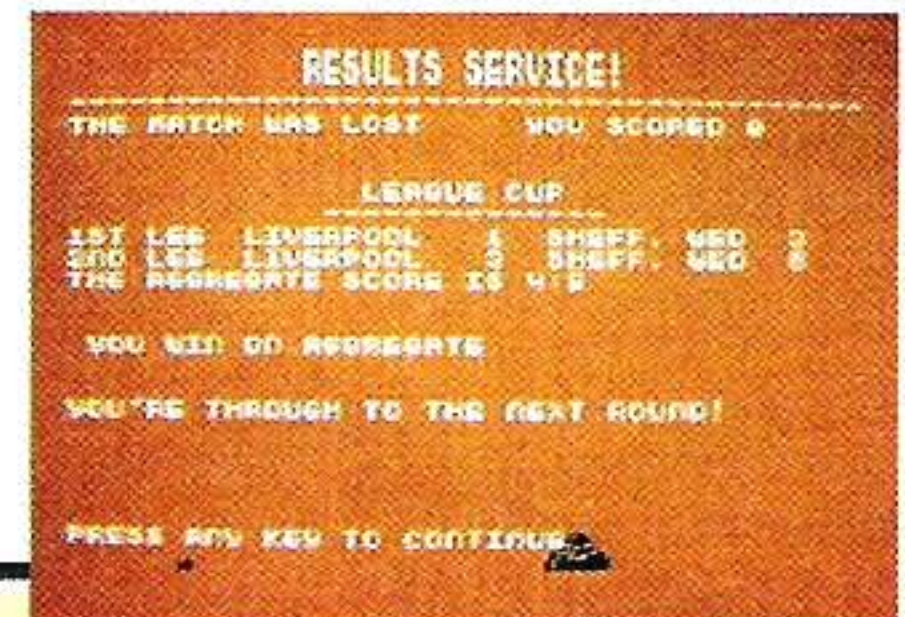 RESULTS SERVICE!
THE MATCH WAS LOST YOU SCORED 0
LEAGUE CUP
1ST LEG LIVERPOOL 1 SHEFF. WED
2ND LEG LIVERPOOL 3 SHEFF. WED
THE AGGREGATE SCORE IS
YOU WIN ON AGGREGATE
YOU'RE THROUGH TO THE NEXT ROUND!
PRESS ANY KEY TO CONTINUE